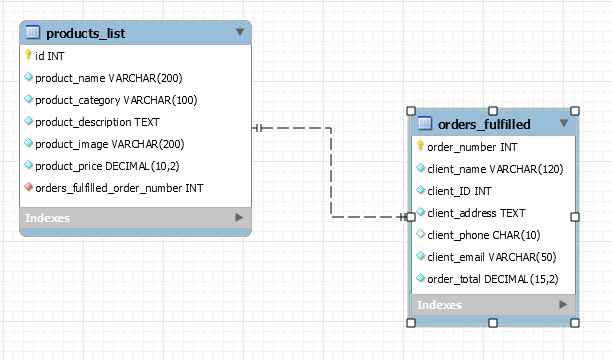 products_list
id INT
product_name VARCHAR(200)
product_category VARCHAR(100)
product_description TEXT
product_image VARCHAR(200)
product_price DECIMAL(10,2)
orders_fulfilled_order_number INT
Indexes
orders_fulfilled
order_number INT
client_name VARCHAR(120)
client_ID INT
client_address TEXT
client_phone CHAR(10)
client_email VARCHAR(50)
order_total DECIMAL(15,2)
Indexes